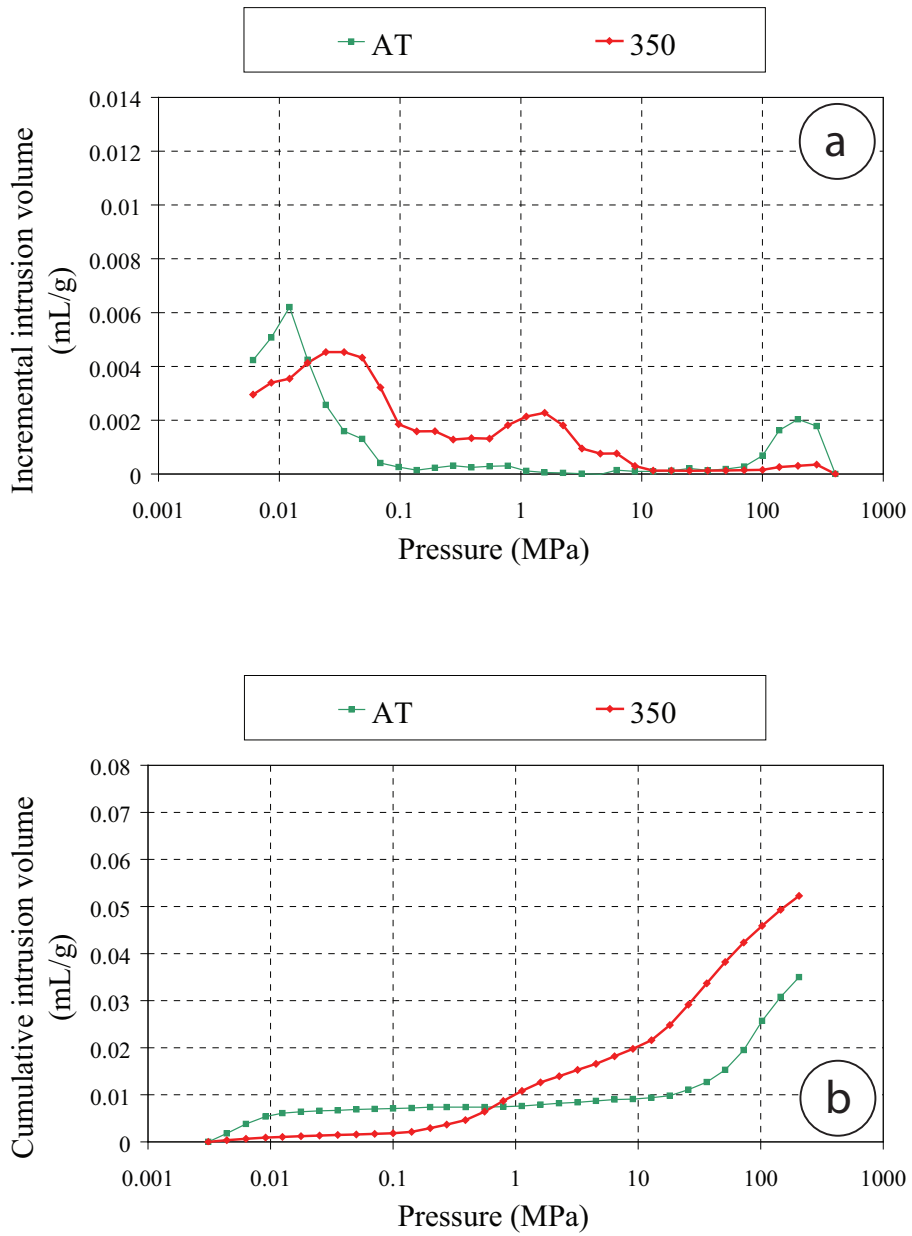 AT 350
0.014
0.012
0.01
0.008
0.006
0.004
0.002
0
Incremental intrusion volume
(mL/g)
a
0.001 0.01 0.1 1 10 100 1000
Pressure (MPa)
AT 350
0.08
0.07
0.06
0.05
0.04
0.03
0.02
0.01
0
Cumulative intrusion volume
(mL/g)
b
0.001 0.01 0.1 1 10 100 1000
Pressure (MPa)